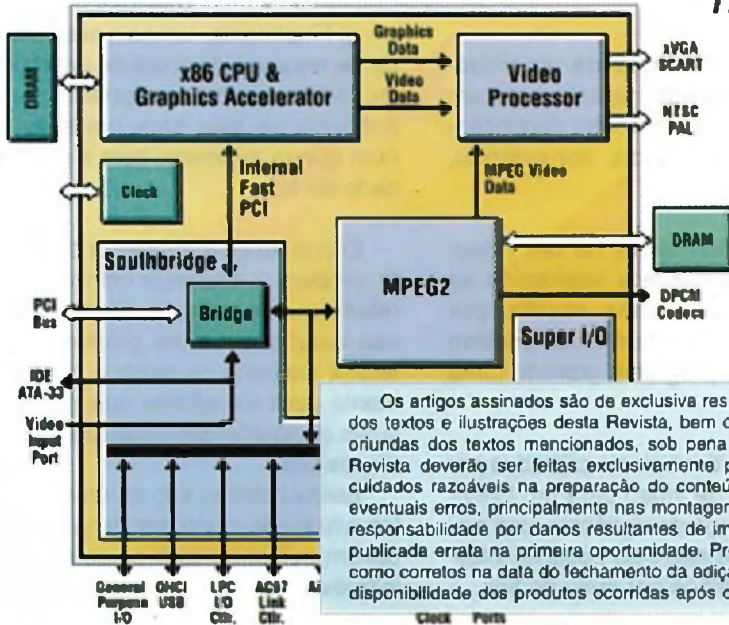 DRAM
x86 CPU &
Graphics Accelerator
Graphics
Data
Video
Data
Video
Processor
xVGA
SCART
NTSC
PAL
Clock
Internal
Fast
PCI
MPEG Video
Data
DRAM
Southbridge
Bridge
MPEG2
DPCM
Codecs
PCI
Bus
Super I/O
IDE
ATA-33
Video
Input
Port
General
Purpose
I/O
OHCI
USB
LPC
I/O
Ctlr.
AC97
Link
Ctlr.
Clock
Ports
Os artigos assinados são de exclusiva res
dos textos e ilustrações desta Revista, bem c
oriundas dos textos mencionados, sob pena
Revista deverão ser feitas exclusivamente p
cuidados razoáveis na preparação do conteú
eventuais erros, principalmente nas montagen
responsabilidade por danos resultantes de im
publicada errata na primeira oportunidade. Pr
como corretos na data do fechamento da ediçã
disponibilidade dos produtos ocorridas após o